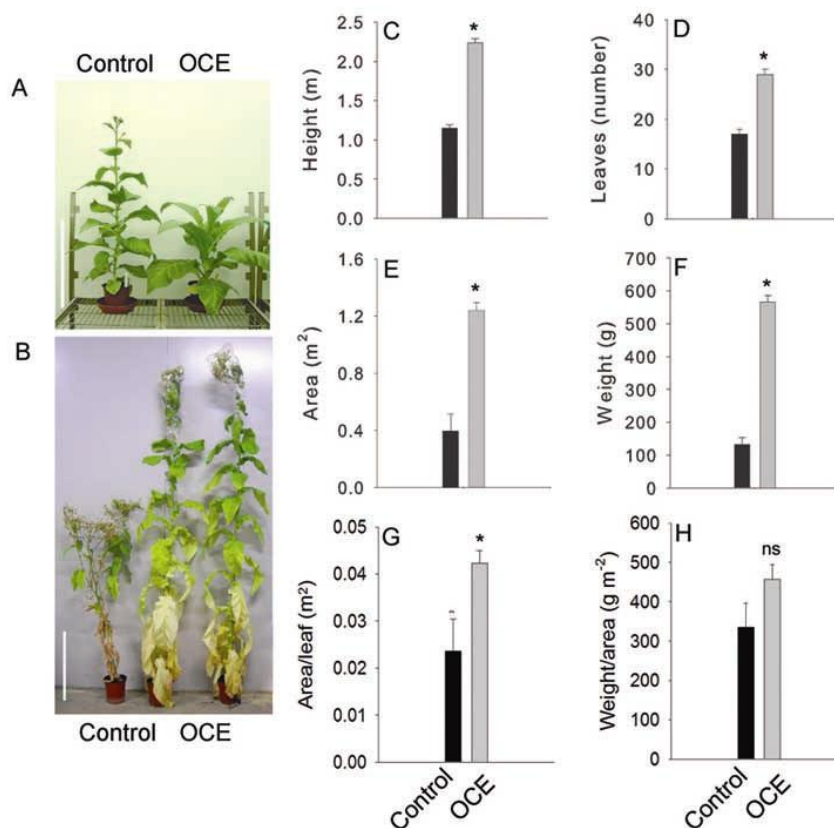 Control OCE
A
B
Control OCE
C
Height (m)
2.5
2.0
1.5
1.0
0.5
0.0
*
D
Leaves (number)
40
30
20
10
0
*
E
Area (m²)
1.6
1.2
0.8
0.4
0.0
*
F
Weight (g)
700
600
500
400
300
200
100
0
*
G
Area/leaf (m²)
0.05
0.04
0.03
0.02
0.01
0.00
*
Control
OCE
H
Weight/area (g m⁻²)
600
500
400
300
200
100
0
ns
Control
OCE